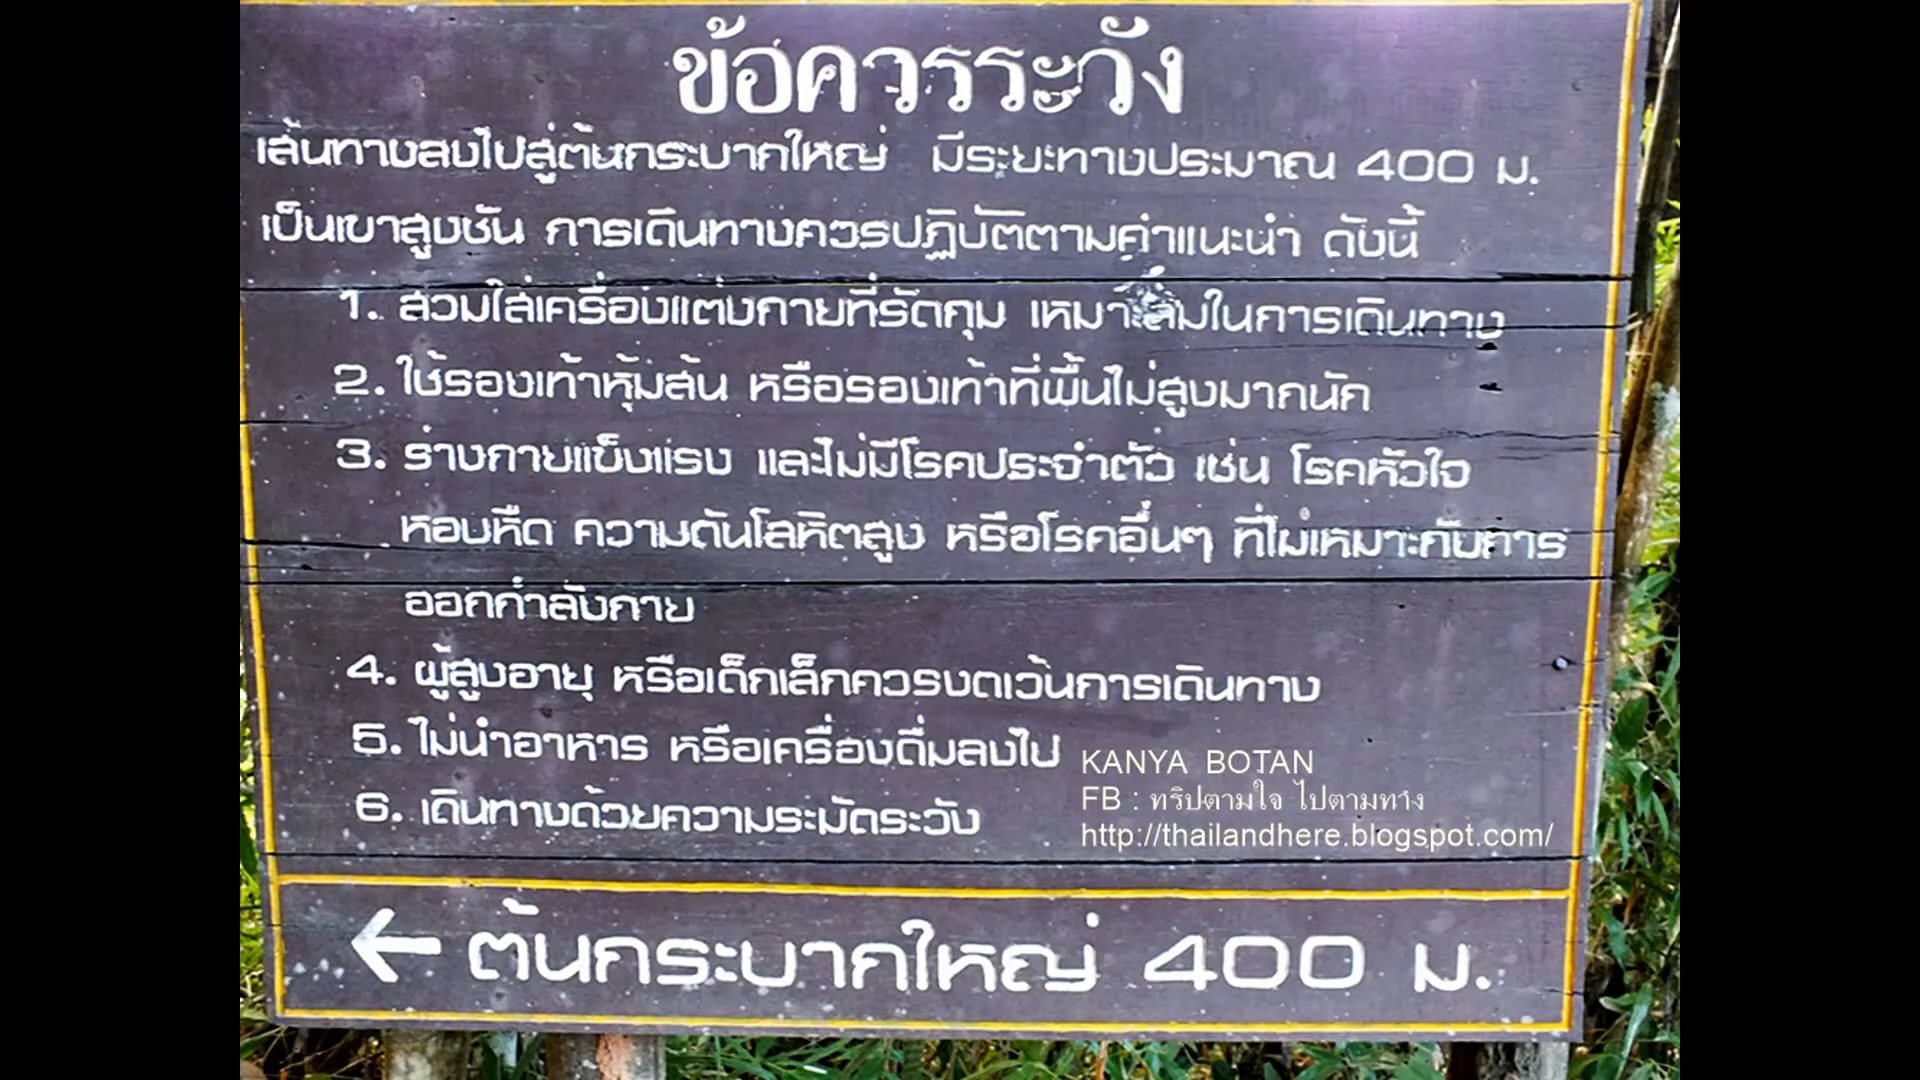 ข้อควรระวัง
เส้นทางลงไปสู่ต้นกระบากใหญ่ มีระยะทางประมาณ 400 ม.
เป็นเขาสูงชัน การเดินทางควรปฏิบัติตามคำแนะนำ ดังนี้
1. สวมใส่เครื่องแต่งกายที่รัดกุม เหมาะสมในการเดินทาง
2. ใช้รองเท้าหุ้มส้น หรือรองเท้าที่พื้นไม่สูงมากนัก
3. ร่างกายแข็งแรง และไม่มีโรคประจำตัว เช่น โรคหัวใจ
หอบหืด ความดันโลหิตสูง หรือโรคอื่นๆ ที่ไม่เหมาะกับการ
ออกกำลังกาย
4. ผู้สูงอายุ หรือเด็กเล็กควรงดเว้นการเดินทาง
5. ไม่นำอาหาร หรือเครื่องดื่มลงไป
6. เดินทางด้วยความระมัดระวัง
KANYA BOTAN
FB : ทริปตามใจ ไปตามทาง
http://thailandhere.blogspot.com/
← ต้นกระบากใหญ่ 400 ม.